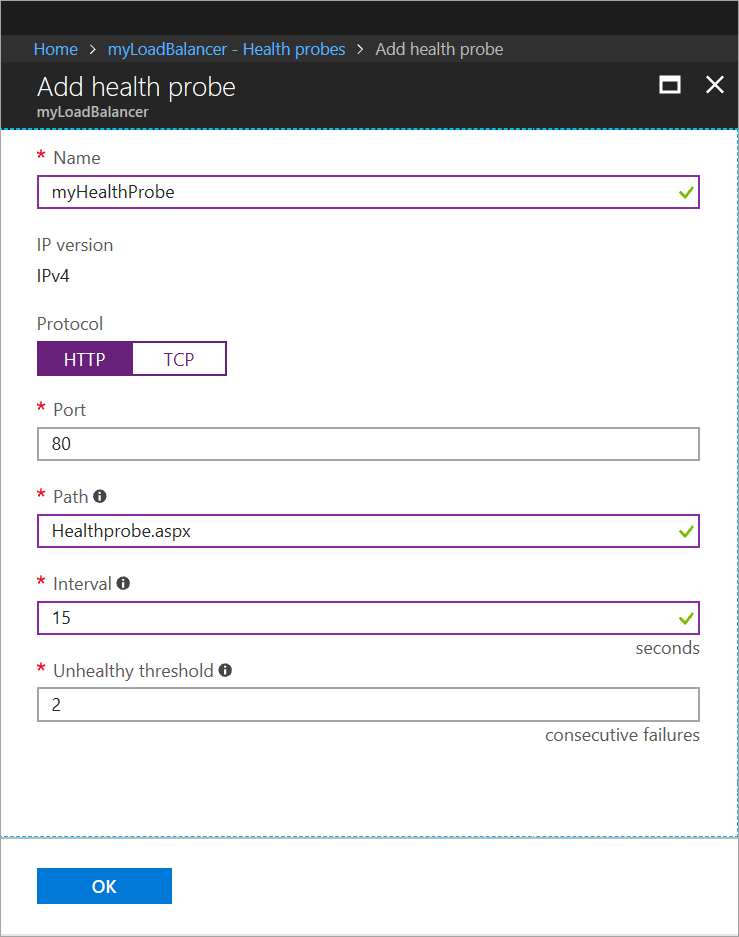 Home > myLoadBalancer - Health probes > Add health probe
Add health probe
myLoadBalancer
* Name
myHealthProbe
IP version
IPv4
Protocol
HTTP TCP
* Port
80
* Path
Healthprobe.aspx
* Interval
15
seconds
* Unhealthy threshold
2
consecutive failures
OK